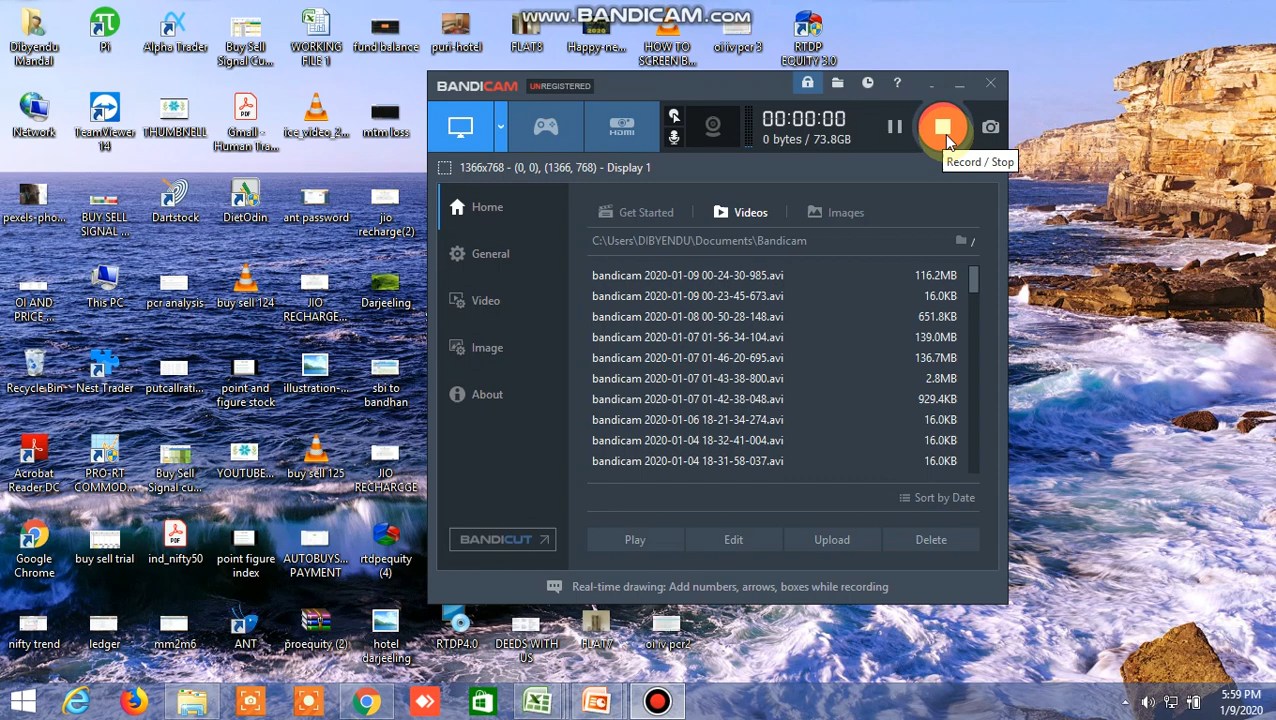 www.BANDICAM.com
Dibyendu
Mandal
Pi
Alpha Trader
Buy Sell
Signal Cu...
WORKING
FILE 1
fund balance
puri-hotel
FLAT8
Happy-ne...
HOW TO
SCREEN B...
oi iv pcr 3
RTDP
EQUITY 3.0
Network
TeamViewer
14
THUMBNELL
Gmail -
Human Tra...
ice_video_2...
mtm loss
pexels-pho...
BUY SELL
SIGNAL ...
Dartstock
DietOdin
ant password
jio
recharge(2)
OI AND
PRICE ...
This PC
pcr analysis
buy sell 124
JIO
RECHARGE...
Darjeeling
Recycle Bin
Nest Trader
putcallrati...
point and
figure stock
illustration-...
sbi to
bandhan
Acrobat
Reader DC
PRO-RT
COMMOD...
Buy Sell
Signal cu...
YOUTUBE...
buy sell 125
JIO
RECHARGE
Google
Chrome
buy sell trial
ind_nifty50
point figure
index
AUTOBUYS...
PAYMENT
rtdpequity
(4)
nifty trend
ledger
mm2m6
ANT
proequity (2)
hotel
darjeeling
RTDP4.0
DEEDS WITH
US
FLAT7
oi iv pcr2
BANDICAM UNREGISTERED
HDMI
00:00:00
0 bytes / 73.8GB
Record / Stop
1366x768 - (0, 0), (1366, 768) - Display 1
Home
General
Video
Image
About
BANDICUT
Get Started
Videos
Images
C:\Users\DIBYENDU\Documents\Bandicam
bandicam 2020-01-09 00-24-30-985.avi 116.2MB
bandicam 2020-01-09 00-23-45-673.avi 16.0KB
bandicam 2020-01-08 00-50-28-148.avi 651.8KB
bandicam 2020-01-07 01-56-34-104.avi 139.0MB
bandicam 2020-01-07 01-46-20-695.avi 136.7MB
bandicam 2020-01-07 01-43-38-800.avi 2.8MB
bandicam 2020-01-07 01-42-38-048.avi 929.4KB
bandicam 2020-01-06 18-21-34-274.avi 16.0KB
bandicam 2020-01-04 18-32-41-004.avi 16.0KB
bandicam 2020-01-04 18-31-58-037.avi 16.0KB
Sort by Date
Play
Edit
Upload
Delete
Real-time drawing: Add numbers, arrows, boxes while recording
5:59 PM
1/9/2020